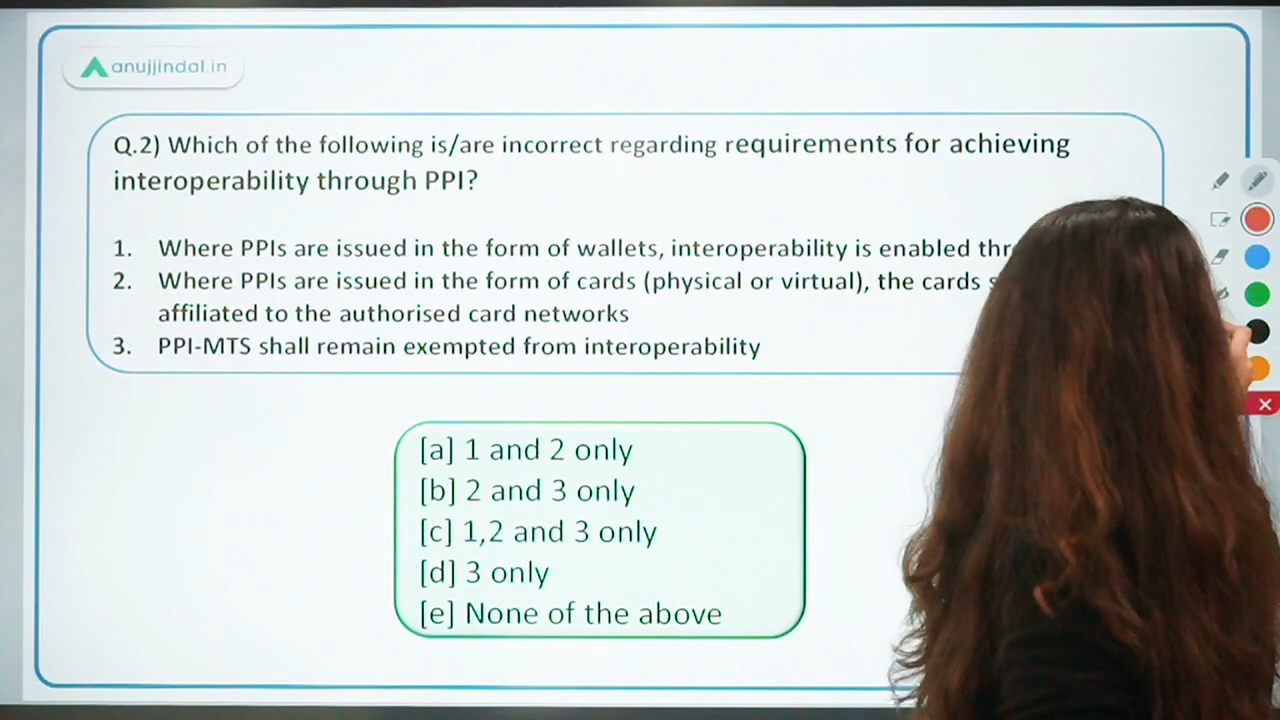 anujjindal.in
Q.2) Which of the following is/are incorrect regarding requirements for achieving
interoperability through PPI?
1. Where PPIs are issued in the form of wallets, interoperability is enabled
2. Where PPIs are issued in the form of cards (physical or virtual), the cards
affiliated to the authorised card networks
3. PPI-MTS shall remain exempted from interoperability
[a] 1 and 2 only
[b] 2 and 3 only
[c] 1,2 and 3 only
[d] 3 only
[e] None of the above